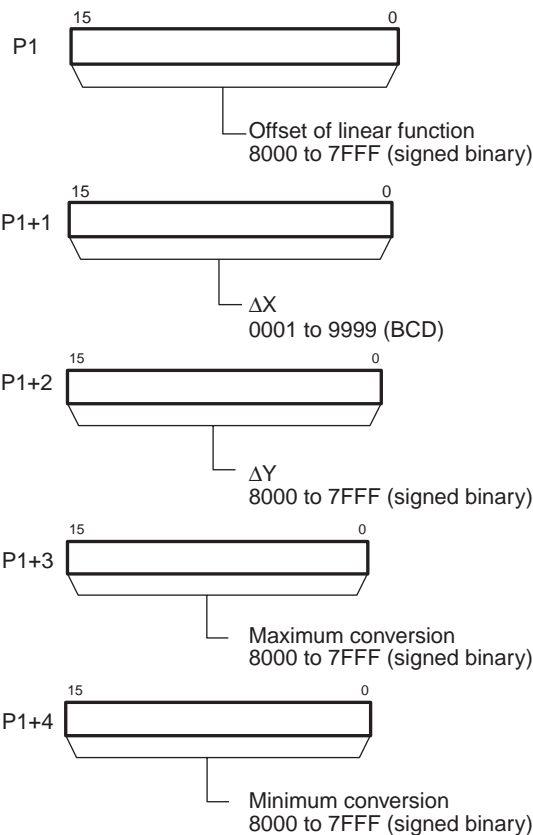 15 0
P1
Offset of linear function
8000 to 7FFF (signed binary)
15 0
P1+1
ΔX
0001 to 9999 (BCD)
15 0
P1+2
ΔY
8000 to 7FFF (signed binary)
15 0
P1+3
Maximum conversion
8000 to 7FFF (signed binary)
15 0
P1+4
Minimum conversion
8000 to 7FFF (signed binary)